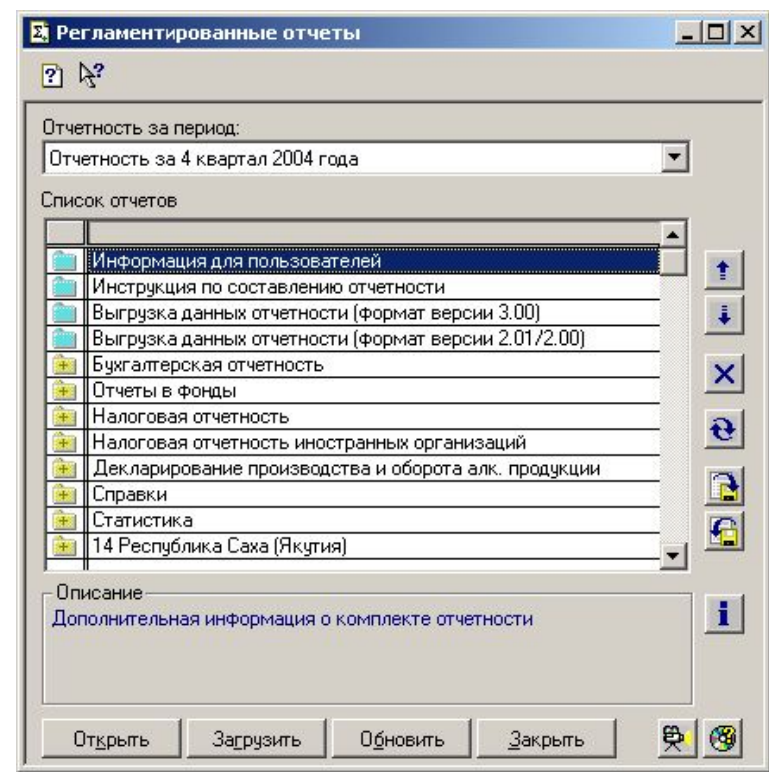 Регламентированные отчеты
Отчетность за период:
Отчетность за 4 квартал 2004 года
Список отчетов
Информация для пользователей
Инструкция по составлению отчетности
Выгрузка данных отчетности (формат версии 3.00)
Выгрузка данных отчетности (формат версии 2.01/2.00)
Бухгалтерская отчетность
Отчеты в фонды
Налоговая отчетность
Налоговая отчетность иностранных организаций
Декларирование производства и оборота алк. продукции
Справки
Статистика
14 Республика Саха (Якутия)
Описание
Дополнительная информация о комплекте отчетности
Открыть Загрузить Обновить Закрыть